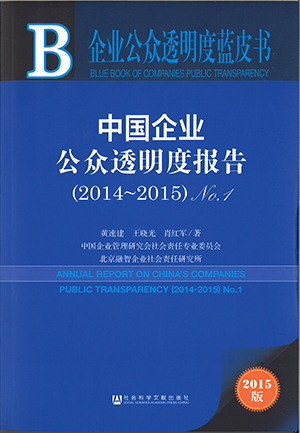 B
企业公众透明度蓝皮书
BLUE BOOK OF COMPANIES PUBLIC TRANSPARENCY
中国企业
公众透明度报告
(2014~2015) No.1
黄速建 王晓光 肖红军/著
中国企业管理研究会社会责任专业委员会
北京融智企业社会责任研究所
ANNUAL REPORT ON CHINA'S COMPANIES
PUBLIC TRANSPARENCY (2014-2015) No.1
2015
版
社会科学文献出版社
SOCIAL SCIENCES ACADEMIC PRESS (CHINA)